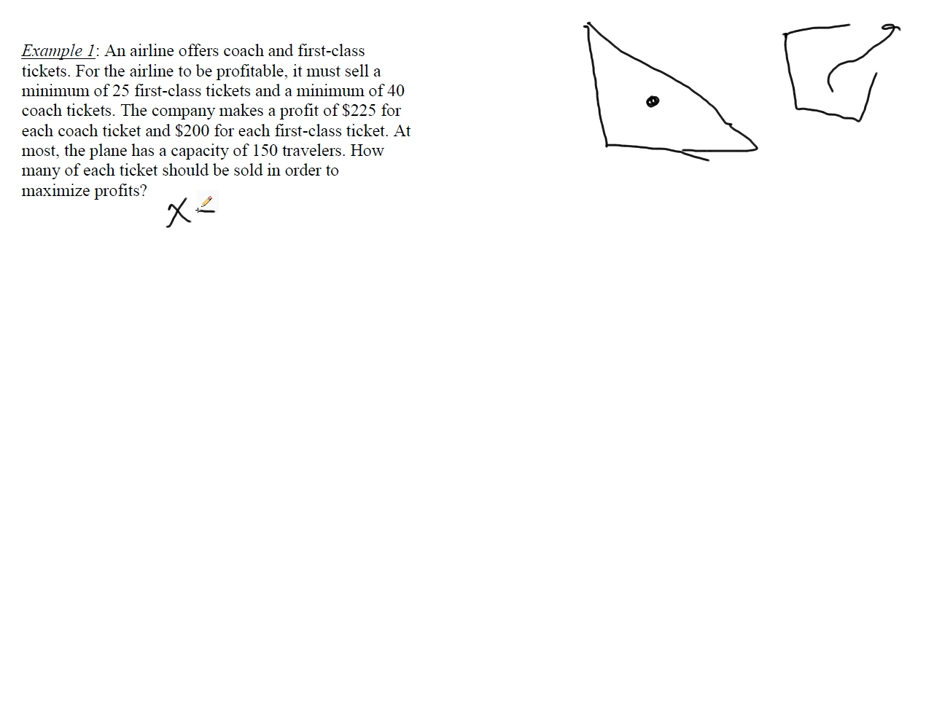 Example 1: An airline offers coach and first-class
tickets. For the airline to be profitable, it must sell a
minimum of 25 first-class tickets and a minimum of 40
coach tickets. The company makes a profit of $225 for
each coach ticket and $200 for each first-class ticket. At
most, the plane has a capacity of 150 travelers. How
many of each ticket should be sold in order to
maximize profits?
x =